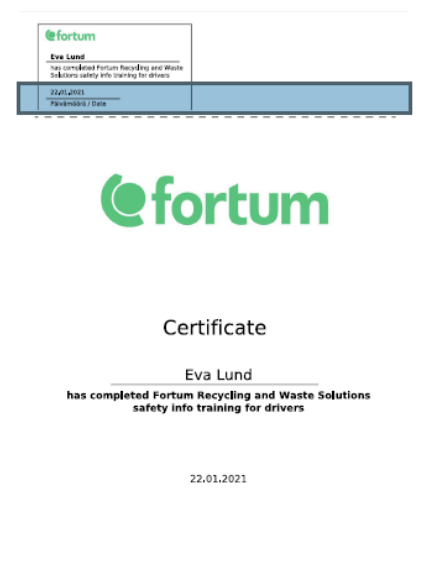 fortum
Eva Lund
has completed Fortum Recycling and Waste
Solutions safety info training for drivers
22.01.2021
Päivämäärä / Date
fortum
Certificate
Eva Lund
has completed Fortum Recycling and Waste Solutions
safety info training for drivers
22.01.2021